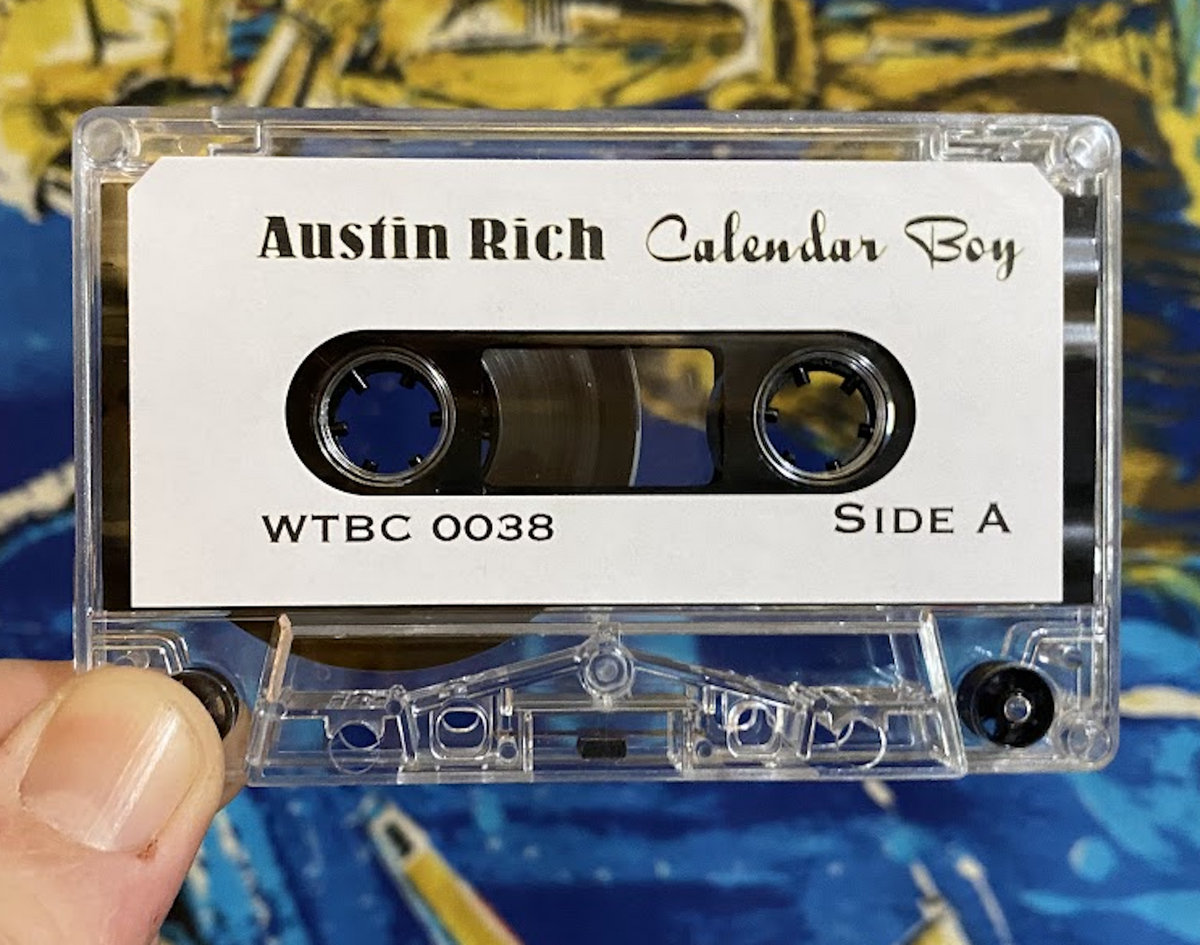 Austin Rich Calendar Boy
WTBC 0038 SIDE A